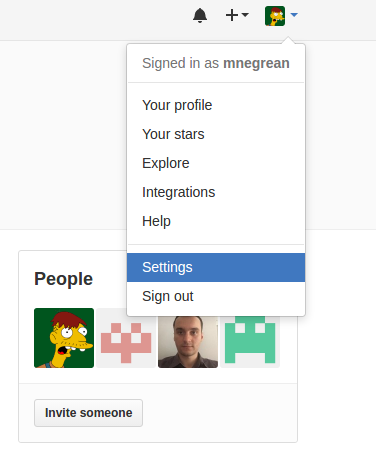 Signed in as mnegrean
Your profile
Your stars
Explore
Integrations
Help
Settings
Sign out
People
Invite someone